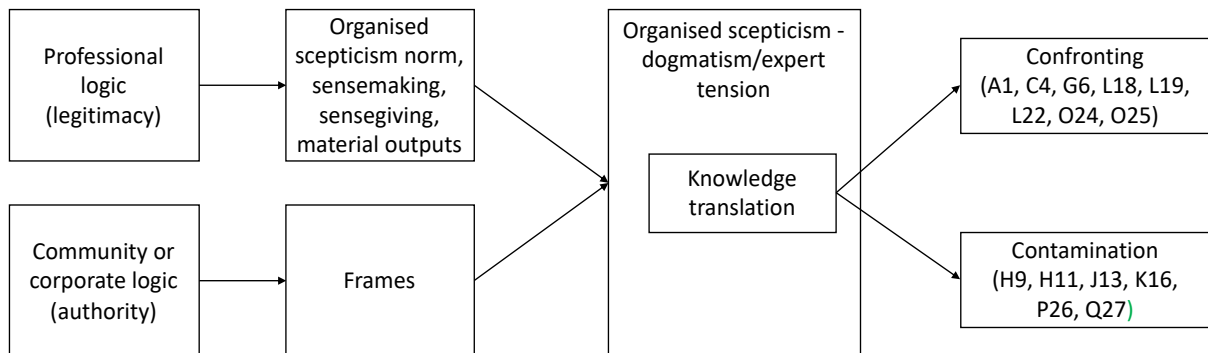 Professional
logic
(legitimacy)
Organised
scepticism norm,
sensemaking,
sensegiving,
material outputs
Organised scepticism -
dogmatism/expert
tension
Knowledge
translation
Confronting
(A1, C4, G6, L18, L19,
L22, O24, O25)
Community or
corporate logic
(authority)
Frames
Contamination
(H9, H11, J13, K16,
P26, Q27)